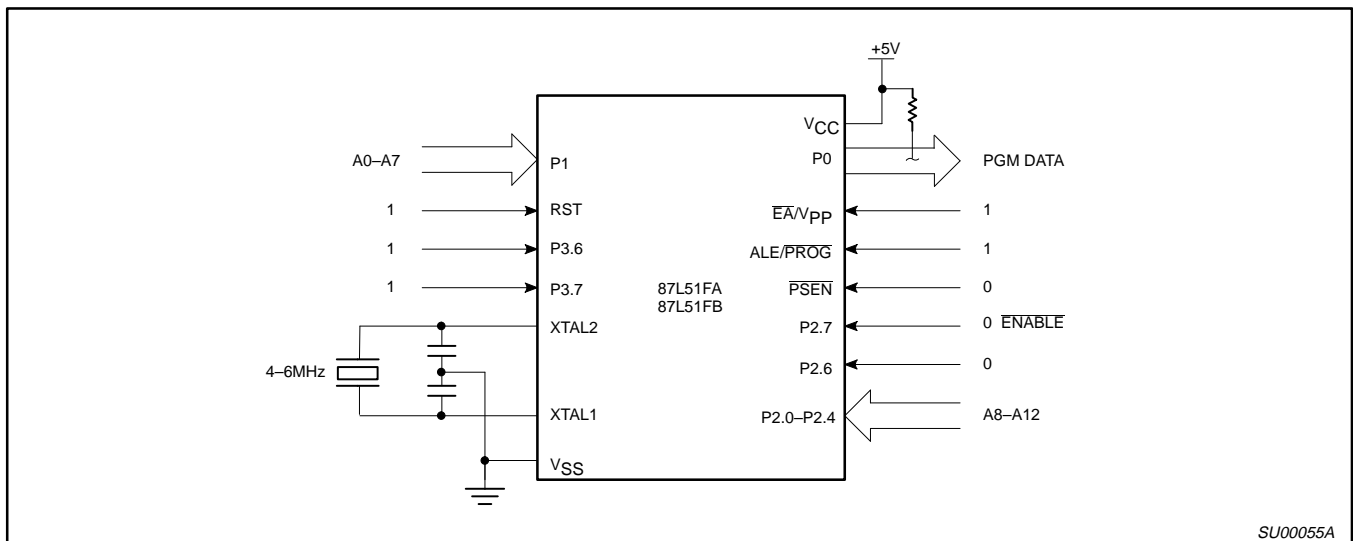 +5V
VCC
A0–A7
P1
P0
PGM DATA
1
RST
EA/VPP
1
1
P3.6
ALE/PROG
1
1
P3.7
87L51FA
87L51FB
PSEN
0
XTAL2
P2.7
0 ENABLE
4–6MHz
P2.6
0
XTAL1
P2.0–P2.4
A8–A12
VSS
SU00055A